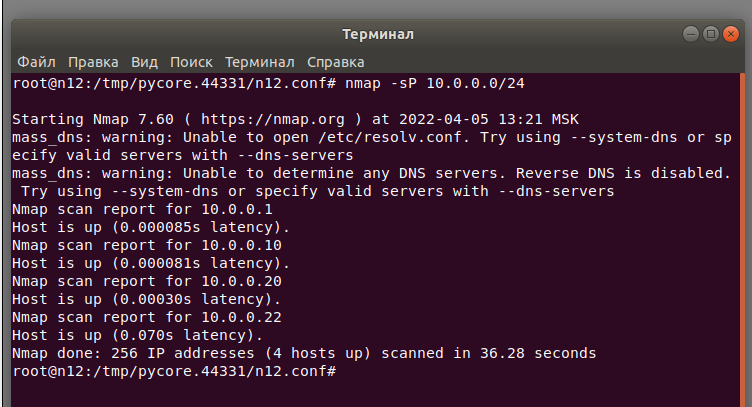 Терминал
Файл Правка Вид Поиск Терминал Справка
root@n12:/tmp/pycore.44331/n12.conf# nmap -sP 10.0.0.0/24
Starting Nmap 7.60 ( https://nmap.org ) at 2022-04-05 13:21 MSK
mass_dns: warning: Unable to open /etc/resolv.conf. Try using --system-dns or sp
ecify valid servers with --dns-servers
mass_dns: warning: Unable to determine any DNS servers. Reverse DNS is disabled.
 Try using --system-dns or specify valid servers with --dns-servers
Nmap scan report for 10.0.0.1
Host is up (0.000085s latency).
Nmap scan report for 10.0.0.10
Host is up (0.000081s latency).
Nmap scan report for 10.0.0.20
Host is up (0.00030s latency).
Nmap scan report for 10.0.0.22
Host is up (0.070s latency).
Nmap done: 256 IP addresses (4 hosts up) scanned in 36.28 seconds
root@n12:/tmp/pycore.44331/n12.conf#